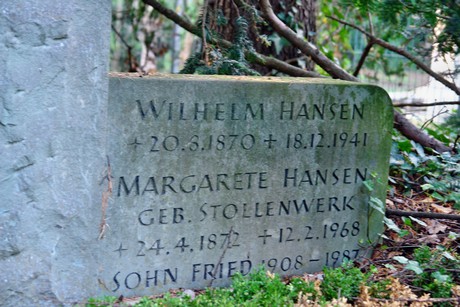 WILHELM HANSEN
+20.8.1870 +18.12.1941
MARGARETE HANSEN
GEB. STOLLENWERK
+24.4.1872 +12.2.1968
SOHN FRIED 1908-1987